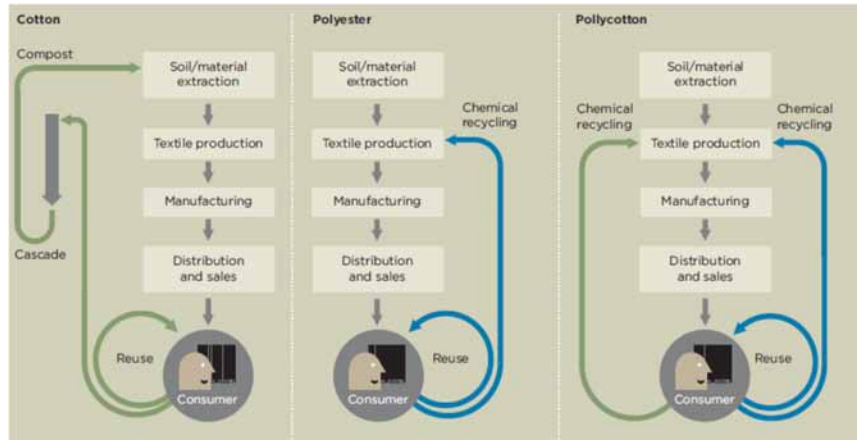 Cotton
Compost
Soil/material
extraction
Textile production
Manufacturing
Cascade
Distribution
and sales
Reuse
Consumer
Polyester
Soil/material
extraction
Chemical
recycling
Textile production
Manufacturing
Distribution
and sales
Reuse
Consumer
Pollycotton
Soil/material
extraction
Chemical
recycling
Chemical
recycling
Textile production
Manufacturing
Distribution
and sales
Reuse
Consumer